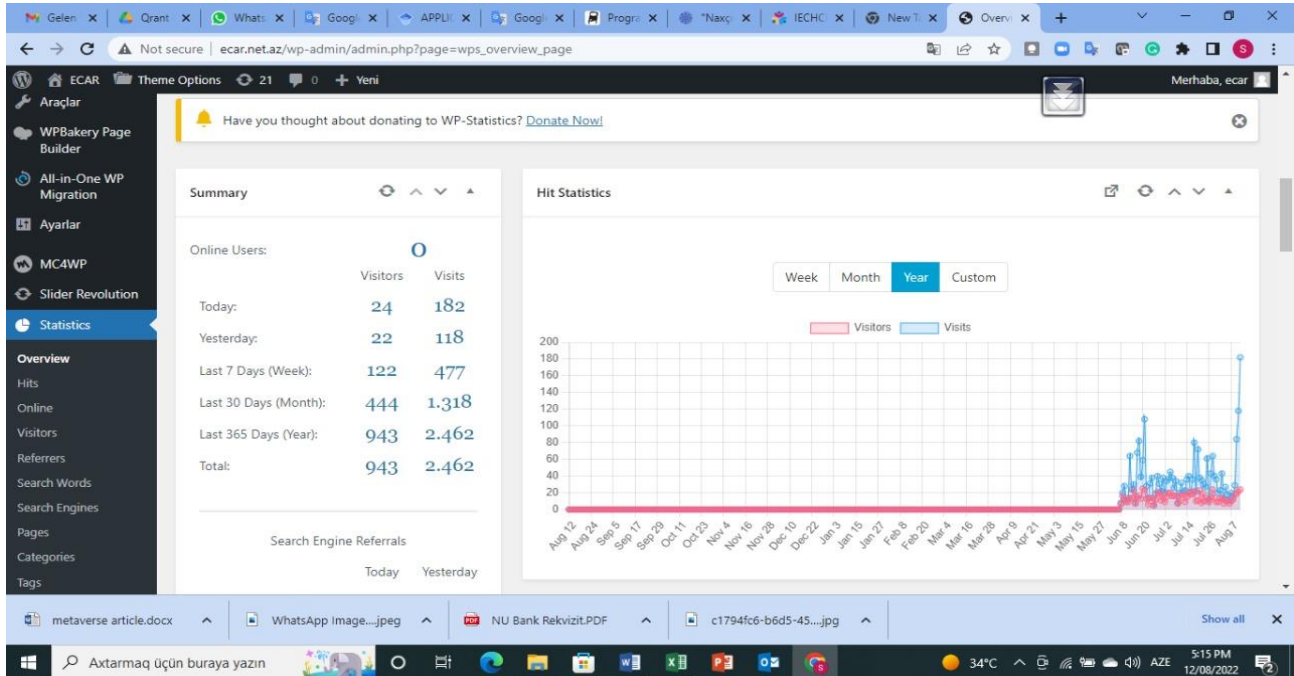 Gelen
Qrant
Whats
Googl
APPLI
Googl
Progra
"Naxçı
IECHC
New T
Overv
Not secure | ecar.net.az/wp-admin/admin.php?page=wps_overview_page
S
ECAR Theme Options 21 0 + Yeni
Merhaba, ecar
Araçlar
WPBakery Page
Builder
All-in-One WP
Migration
Ayarlar
MC4WP
Slider Revolution
Statistics
Overview
Hits
Online
Visitors
Referrers
Search Words
Search Engines
Pages
Categories
Tags
Have you thought about donating to WP-Statistics? Donate Now!
Summary
Online Users: 0
Visitors Visits
Today: 24 182
Yesterday: 22 118
Last 7 Days (Week): 122 477
Last 30 Days (Month): 444 1.318
Last 365 Days (Year): 943 2.462
Total: 943 2.462
Search Engine Referrals
Today Yesterday
Hit Statistics
Week Month Year Custom
Visitors Visits
200
180
160
140
120
100
80
60
40
20
0
Aug 12 Aug 24 Sep 5 Sep 17 Sep 29 Oct 11 Oct 23 Nov 4 Nov 16 Nov 28 Dec 10 Dec 22 Jan 3 Jan 15 Jan 27 Feb 8 Feb 20 Mar 4 Mar 16 Mar 28 Apr 9 Apr 21 May 3 May 15 May 27 Jun 8 Jun 20 Jul 2 Jul 14 Jul 26 Aug 7
metaverse article.docx
WhatsApp Image....jpeg
NU Bank Rekvizit.PDF
c1794fc6-b6d5-45....jpg
Show all
Axtarmaq üçün buraya yazın
34°C
AZE
5:15 PM
12/08/2022
2